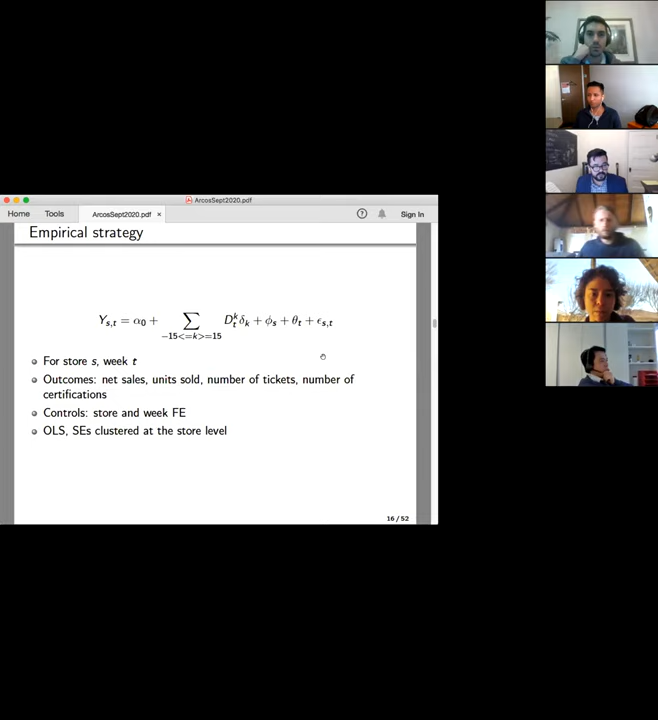 ArcosSept2020.pdf
Home Tools ArcosSept2020.pdf × Sign In
Empirical strategy
Y_{s,t} = α_0 + ∑_{−15<=k>=15} D_t^k δ_k + ϕ_s + θ_t + ϵ_{s,t}
For store s, week t
Outcomes: net sales, units sold, number of tickets, number of
certifications
Controls: store and week FE
OLS, SEs clustered at the store level
16 / 52